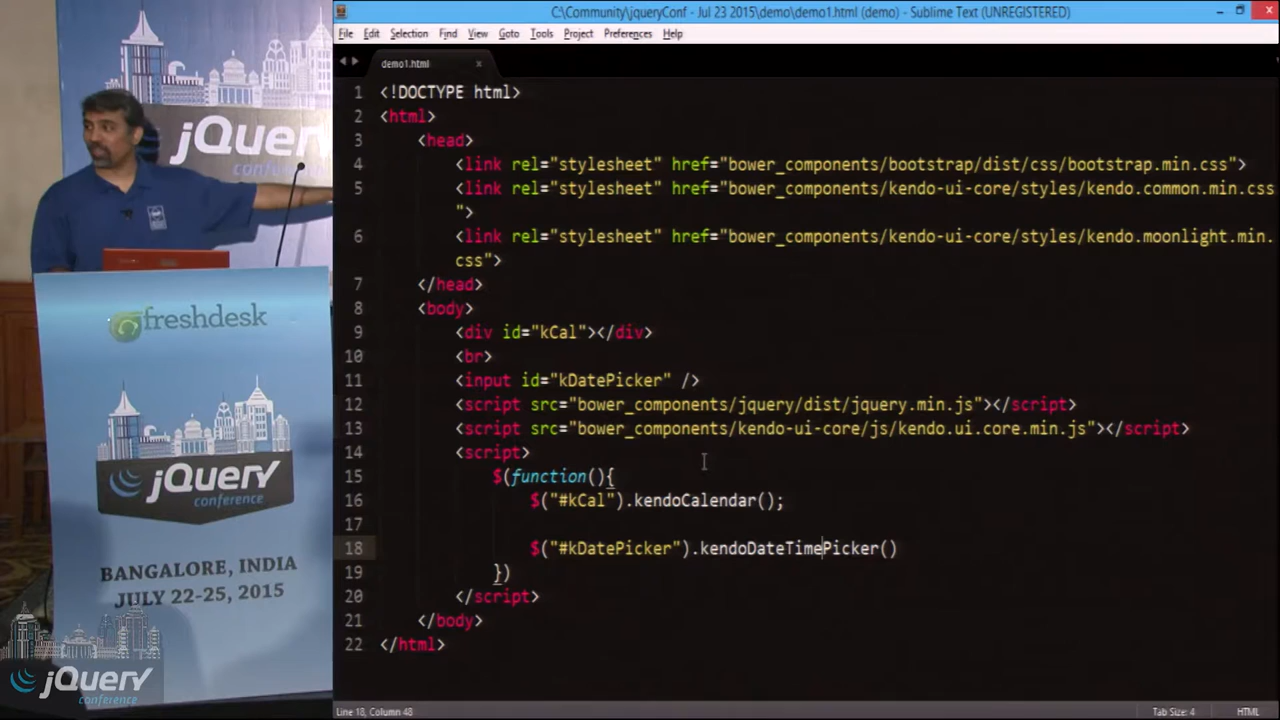 C:\Community\jqueryConf - Jul 23 2015\demo\demo1.html (demo) - Sublime Text (UNREGISTERED)
File Edit Selection Find View Goto Tools Project Preferences Help
demo1.html
1 <!DOCTYPE html>
2 <html>
3 <head>
4 <link rel="stylesheet" href="bower_components/bootstrap/dist/css/bootstrap.min.css">
5 <link rel="stylesheet" href="bower_components/kendo-ui-core/styles/kendo.common.min.css
">
6 <link rel="stylesheet" href="bower_components/kendo-ui-core/styles/kendo.moonlight.min.
css">
7 </head>
8 <body>
9 <div id="kCal"></div>
10 <br>
11 <input id="kDatePicker" />
12 <script src="bower_components/jquery/dist/jquery.min.js"></script>
13 <script src="bower_components/kendo-ui-core/js/kendo.ui.core.min.js"></script>
14 <script>
15 $(function(){
16 $("#kCal").kendoCalendar();
17
18 $("#kDatePicker").kendoDateTimePicker()
19 })
20 </script>
21 </body>
22 </html>
Line 18, Column 48
Tab Size: 4
HTML
jQuery
conference
freshdesk
jQuery
conference
BANGALORE, INDIA
JULY 22-25, 2015
jQuery
conference